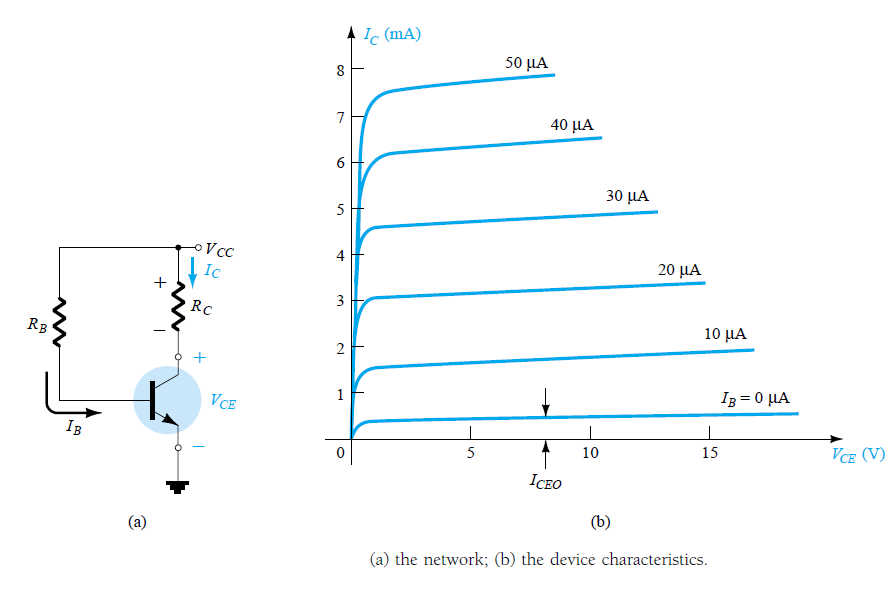 V_CC
I_C
+
R_C
R_B
−
+
V_CE
I_B
−
(a)
I_C (mA)
8
7
6
5
4
3
2
1
0
50 μA
40 μA
30 μA
20 μA
10 μA
I_B = 0 μA
5
10
15
V_CE (V)
I_CEO
(b)
(a) the network; (b) the device characteristics.